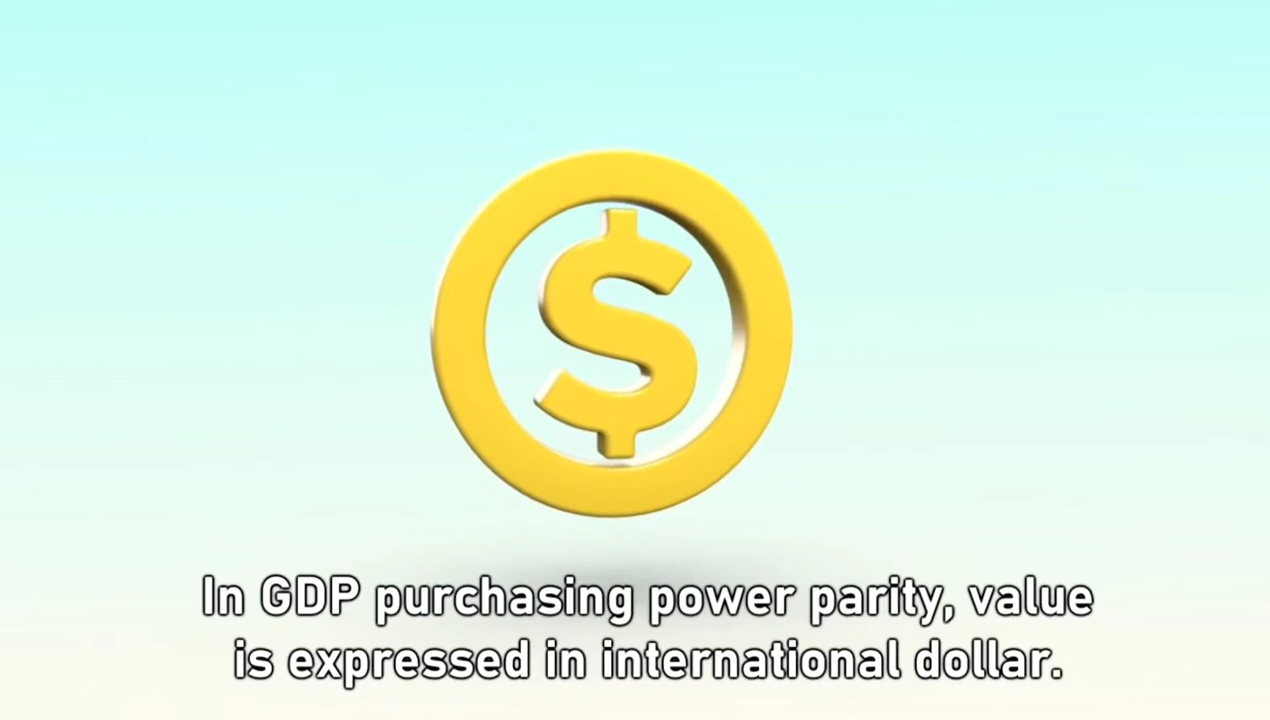 $
In GDP purchasing power parity, value
is expressed in international dollar.